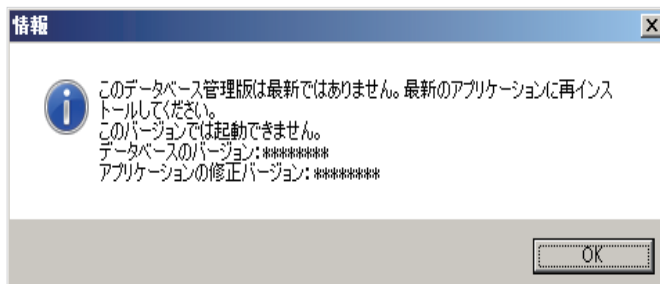 情報
このデータベース管理版は最新ではありません。最新のアプリケーションに再インス
トールしてください。
このバージョンでは起動できません。
データベースのバージョン:********
アプリケーションの修正バージョン:********
OK